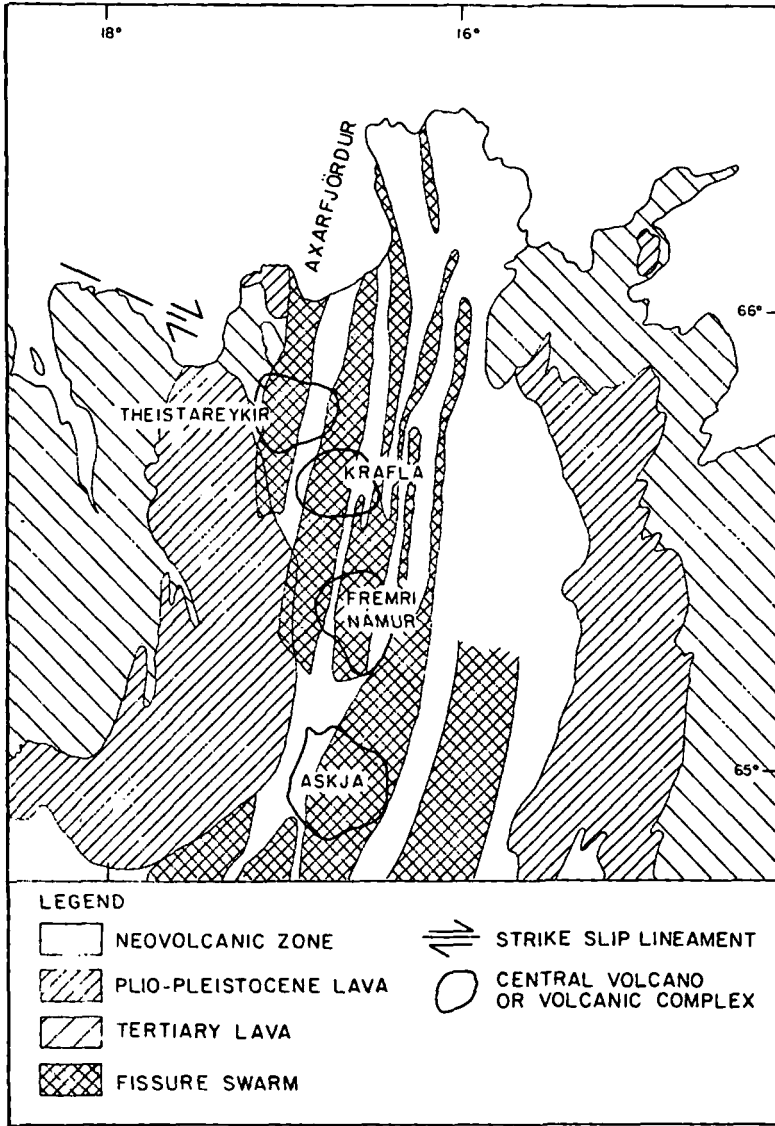 18°
16°
AXARFJÖRDUR
66°
THEISTAREYKIR
KRAFLA
FREMRI
NAMUR
ASKJA
65°
LEGEND
NEOVOLCANIC ZONE
PLIO-PLEISTOCENE LAVA
TERTIARY LAVA
FISSURE SWARM
STRIKE SLIP LINEAMENT
CENTRAL VOLCANO
OR VOLCANIC COMPLEX